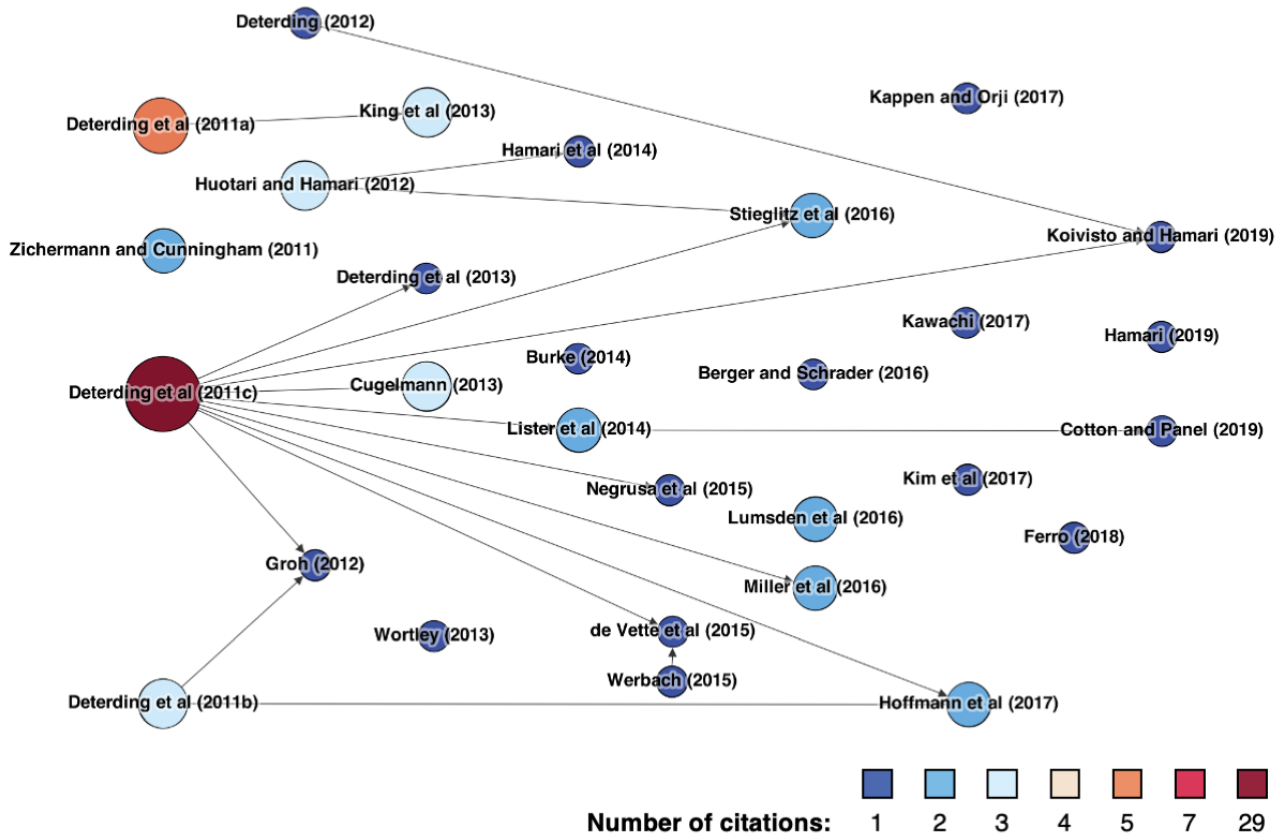 Deterding (2012)
Kappen and Orji (2017)
King et al (2013)
Deterding et al (2011a)
Hamari et al (2014)
Huotari and Hamari (2012)
Stieglitz et al (2016)
Koivisto and Hamari (2019)
Zichermann and Cunningham (2011)
Deterding et al (2013)
Kawachi (2017)
Hamari (2019)
Burke (2014)
Berger and Schrader (2016)
Cugelmann (2013)
Deterding et al (2011c)
Lister et al (2014)
Cotton and Panel (2019)
Kim et al (2017)
Negrusa et al (2015)
Lumsden et al (2016)
Ferro (2018)
Groh (2012)
Miller et al (2016)
de Vette et al (2015)
Wortley (2013)
Werbach (2015)
Deterding et al (2011b)
Hoffmann et al (2017)
Number of citations: 1 2 3 4 5 7 29